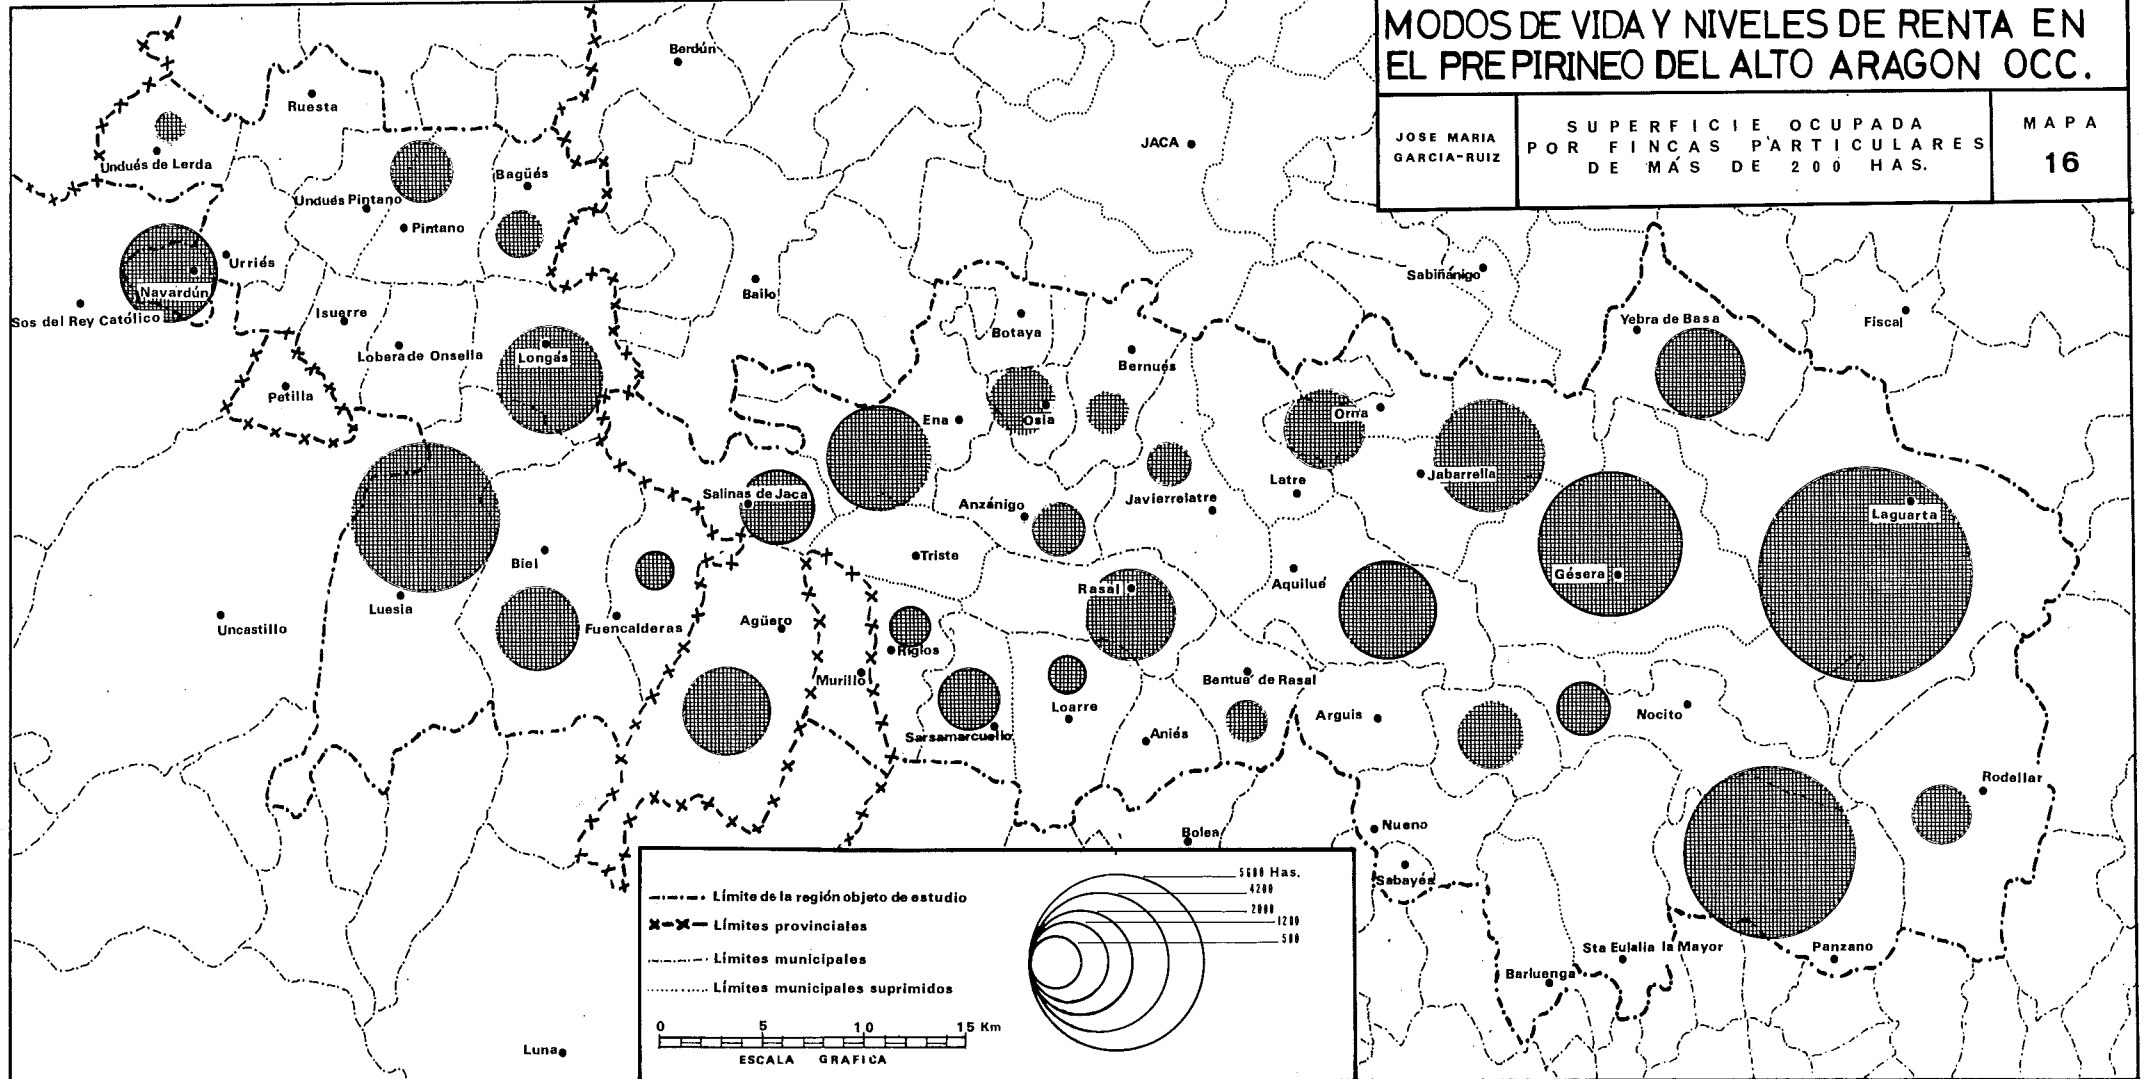 MODOS DE VIDA Y NIVELES DE RENTA EN
EL PREPIRINEO DEL ALTO ARAGON OCC.
JOSE MARIA
GARCIA-RUIZ
SUPERFICIE OCUPADA
POR FINCAS PARTICULARES
DE MÁS DE 200 HAS.
MAPA
16
Berdún
Ruesta
JACA
Undués de Lerda
Bagüés
Undués Pintano
Pintano
Urriés
Navardún
Sos del Rey Católico
Isuerre
Lobera de Onsella
Longás
Petilla
Bailo
Botaya
Bernués
Sabiñánigo
Yebra de Basa
Fiscal
Ena
Osia
Orna
Jabarrella
Latre
Salinas de Jaca
Anzánigo
Javierrelatre
Laguarta
Biel
Triste
Rasal
Aquilué
Gésera
Luesia
Uncastillo
Fuencalderas
Agüero
Riglos
Murillo
Sarsamarcuello
Loarre
Aniés
Bentué de Rasal
Arguis
Nocito
Rodellar
Bolea
Nueno
Sabayés
Sta Eulalia la Mayor
Panzano
Barluenga
Luna
Límite de la región objeto de estudio
Límites provinciales
Límites municipales
Límites municipales suprimidos
0 5 10 15 Km
ESCALA GRAFICA
5600 Has.
4200
2000
1200
500